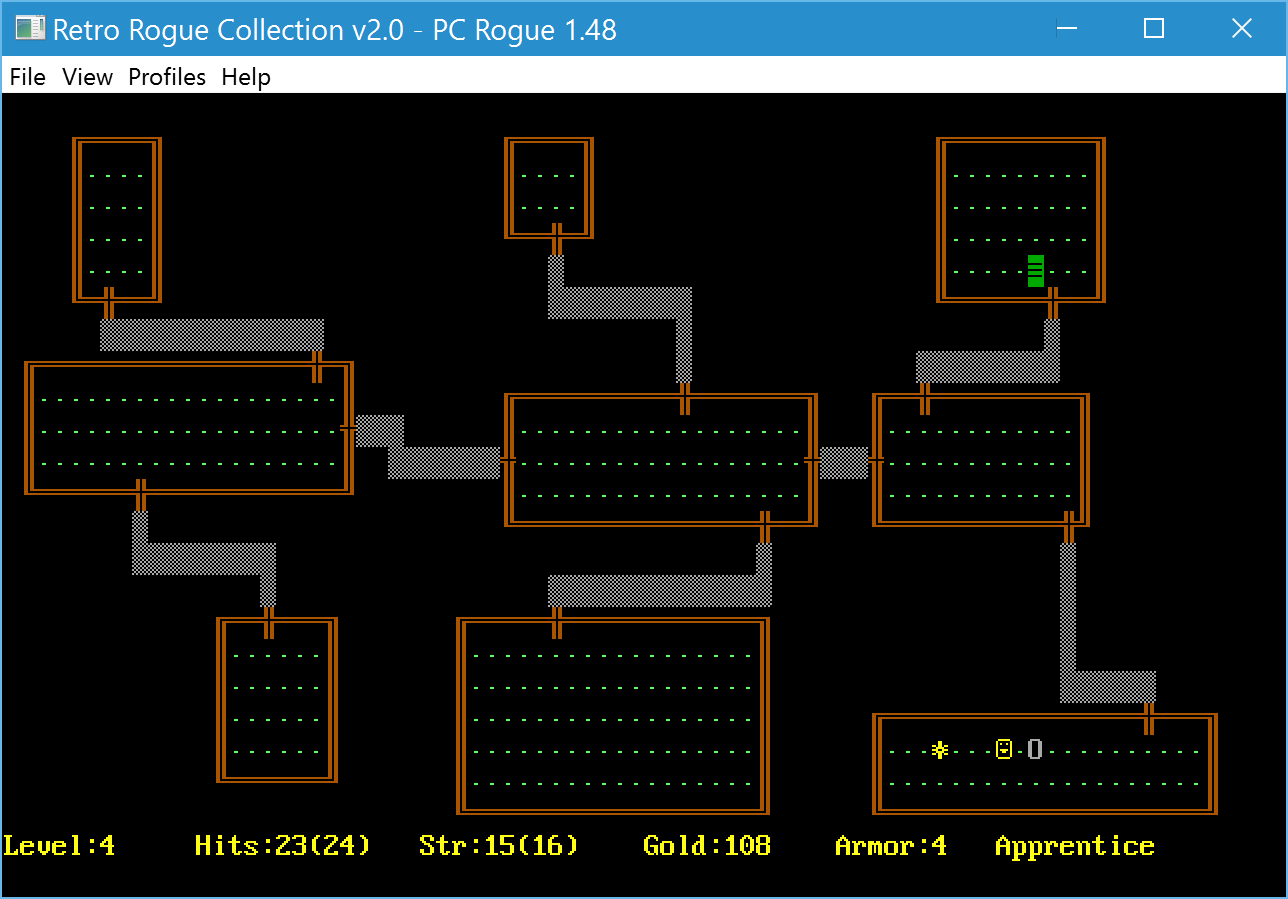 Retro Rogue Collection v2.0 - PC Rogue 1.48
File View Profiles Help
Level:4 Hits:23(24) Str:15(16) Gold:108 Armor:4 Apprentice